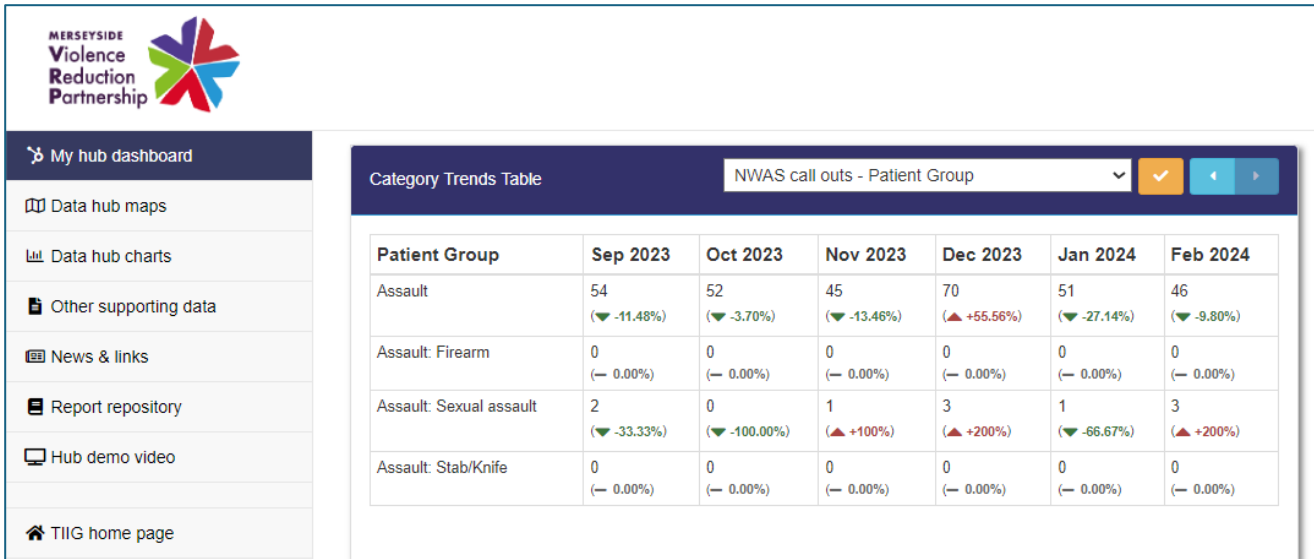 MERSEYSIDE
Violence
Reduction
Partnership
My hub dashboard
Data hub maps
Data hub charts
Other supporting data
News & links
Report repository
Hub demo video
TIIG home page
Category Trends Table NWAS call outs - Patient Group
Patient Group Sep 2023 Oct 2023 Nov 2023 Dec 2023 Jan 2024 Feb 2024
Assault 54 52 45 70 51 46
(▼ -11.48%) (▼ -3.70%) (▼ -13.46%) (▲ +55.56%) (▼ -27.14%) (▼ -9.80%)
Assault: Firearm 0 0 0 0 0 0
(— 0.00%) (— 0.00%) (— 0.00%) (— 0.00%) (— 0.00%) (— 0.00%)
Assault: Sexual assault 2 0 1 3 1 3
(▼ -33.33%) (▼ -100.00%) (▲ +100%) (▲ +200%) (▼ -66.67%) (▲ +200%)
Assault: Stab/Knife 0 0 0 0 0 0
(— 0.00%) (— 0.00%) (— 0.00%) (— 0.00%) (— 0.00%) (— 0.00%)